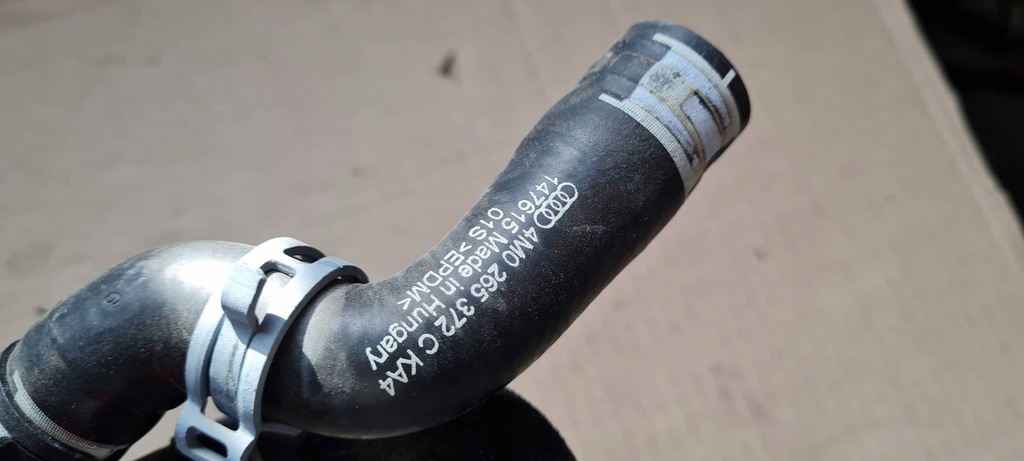 4M0 265 372 C KA4
147615 Made in Hungary
01S >EPDM<